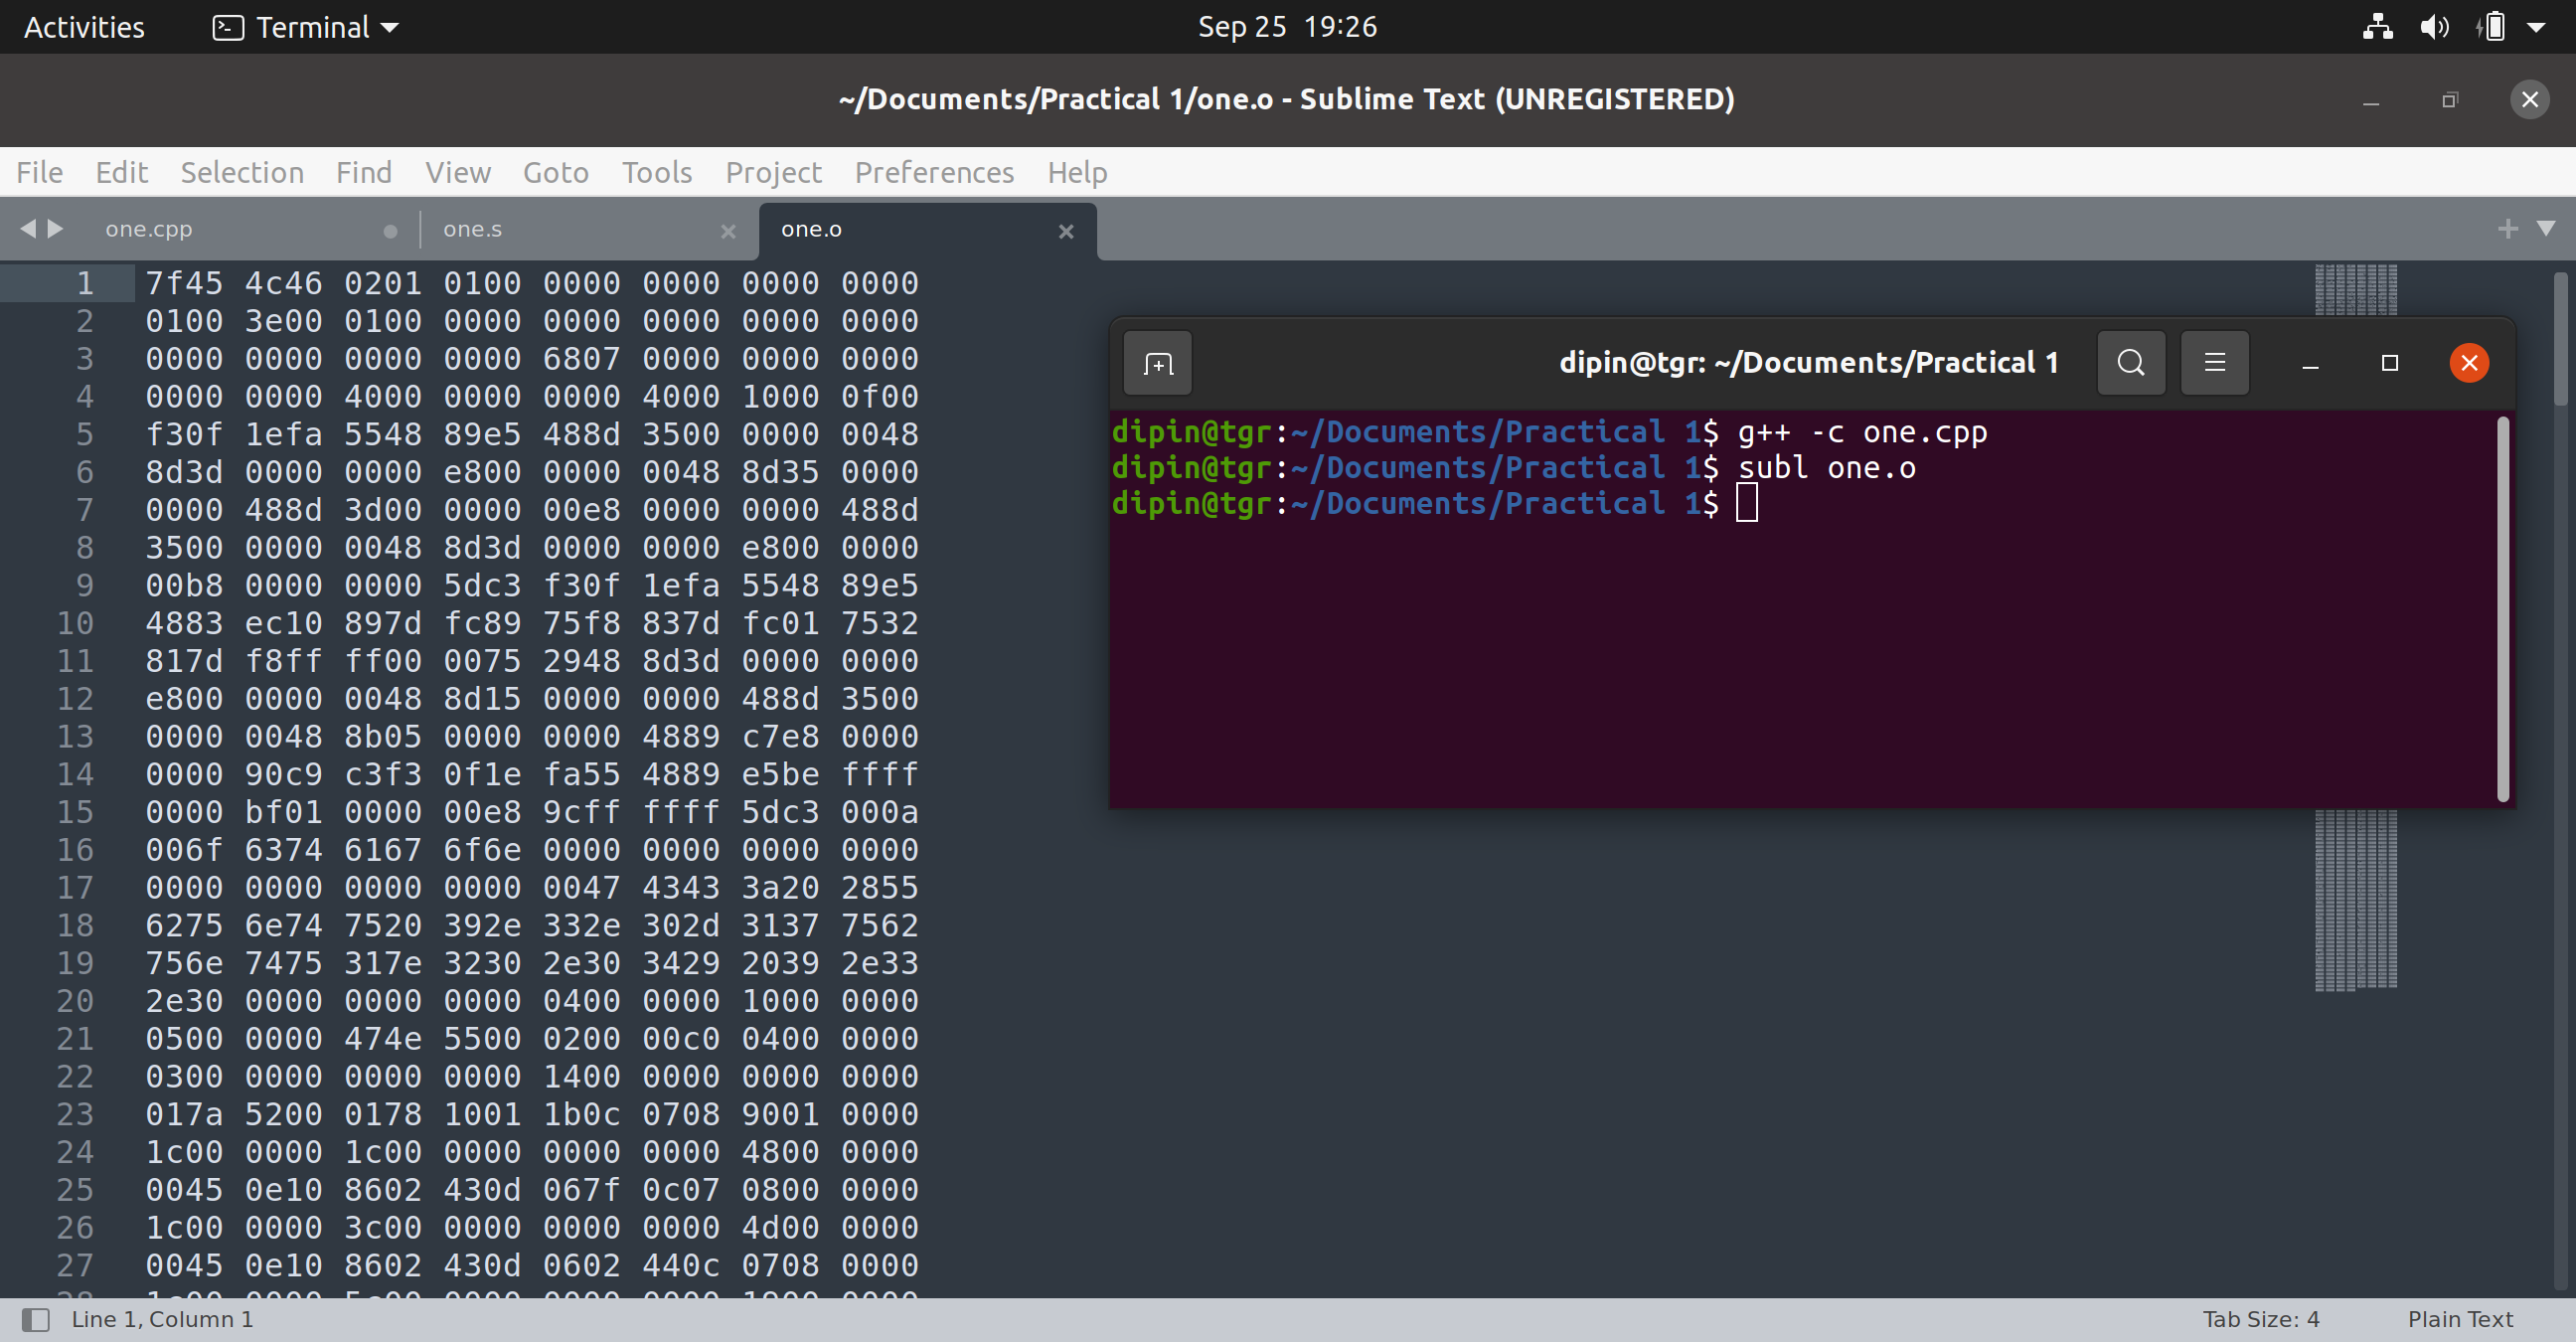 Activities Terminal Sep 25 19:26
~/Documents/Practical 1/one.o - Sublime Text (UNREGISTERED)
File Edit Selection Find View Goto Tools Project Preferences Help
one.cpp one.s one.o
1 7f45 4c46 0201 0100 0000 0000 0000 0000
2 0100 3e00 0100 0000 0000 0000 0000 0000
3 0000 0000 0000 0000 6807 0000 0000 0000
4 0000 0000 4000 0000 0000 4000 1000 0f00
5 f30f 1efa 5548 89e5 488d 3500 0000 0048
6 8d3d 0000 0000 e800 0000 0048 8d35 0000
7 0000 488d 3d00 0000 00e8 0000 0000 488d
8 3500 0000 0048 8d3d 0000 0000 e800 0000
9 00b8 0000 0000 5dc3 f30f 1efa 5548 89e5
10 4883 ec10 897d fc89 75f8 837d fc01 7532
11 817d f8ff ff00 0075 2948 8d3d 0000 0000
12 e800 0000 0048 8d15 0000 0000 488d 3500
13 0000 0048 8b05 0000 0000 4889 c7e8 0000
14 0000 90c9 c3f3 0f1e fa55 4889 e5be ffff
15 0000 bf01 0000 00e8 9cff ffff 5dc3 000a
16 006f 6374 6167 6f6e 0000 0000 0000 0000
17 0000 0000 0000 0000 0047 4343 3a20 2855
18 6275 6e74 7520 392e 332e 302d 3137 7562
19 756e 7475 317e 3230 2e30 3429 2039 2e33
20 2e30 0000 0000 0000 0400 0000 1000 0000
21 0500 0000 474e 5500 0200 00c0 0400 0000
22 0300 0000 0000 0000 1400 0000 0000 0000
23 017a 5200 0178 1001 1b0c 0708 9001 0000
24 1c00 0000 1c00 0000 0000 0000 4800 0000
25 0045 0e10 8602 430d 067f 0c07 0800 0000
26 1c00 0000 3c00 0000 0000 0000 4d00 0000
27 0045 0e10 8602 430d 0602 440c 0708 0000
dipin@tgr: ~/Documents/Practical 1
dipin@tgr:~/Documents/Practical 1$ g++ -c one.cpp
dipin@tgr:~/Documents/Practical 1$ subl one.o
dipin@tgr:~/Documents/Practical 1$
Line 1, Column 1 Tab Size: 4 Plain Text